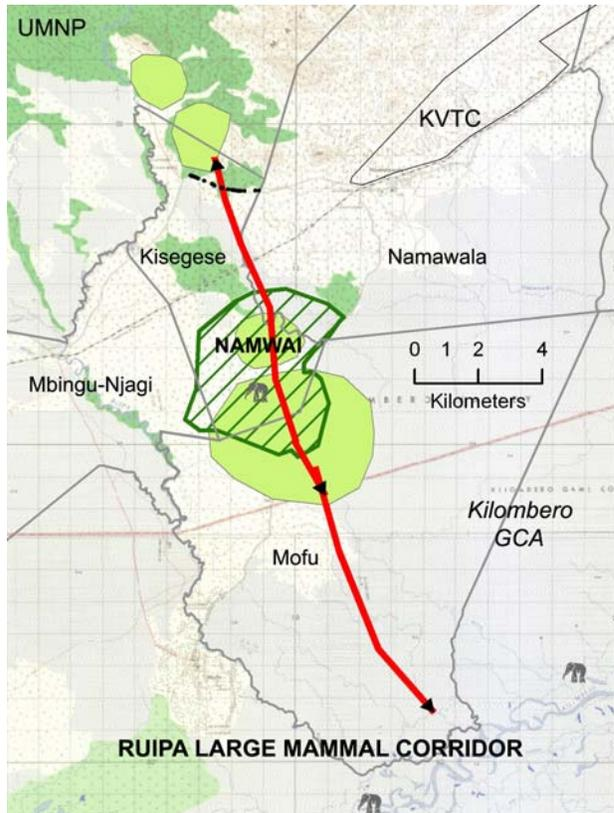 UMNP
KVTC
Kisegese
Namawala
NAMWAI
0 1 2 4
Kilometers
Mbingu-Njagi
Kilombero
GCA
Mofu
RUIPA LARGE MAMMAL CORRIDOR